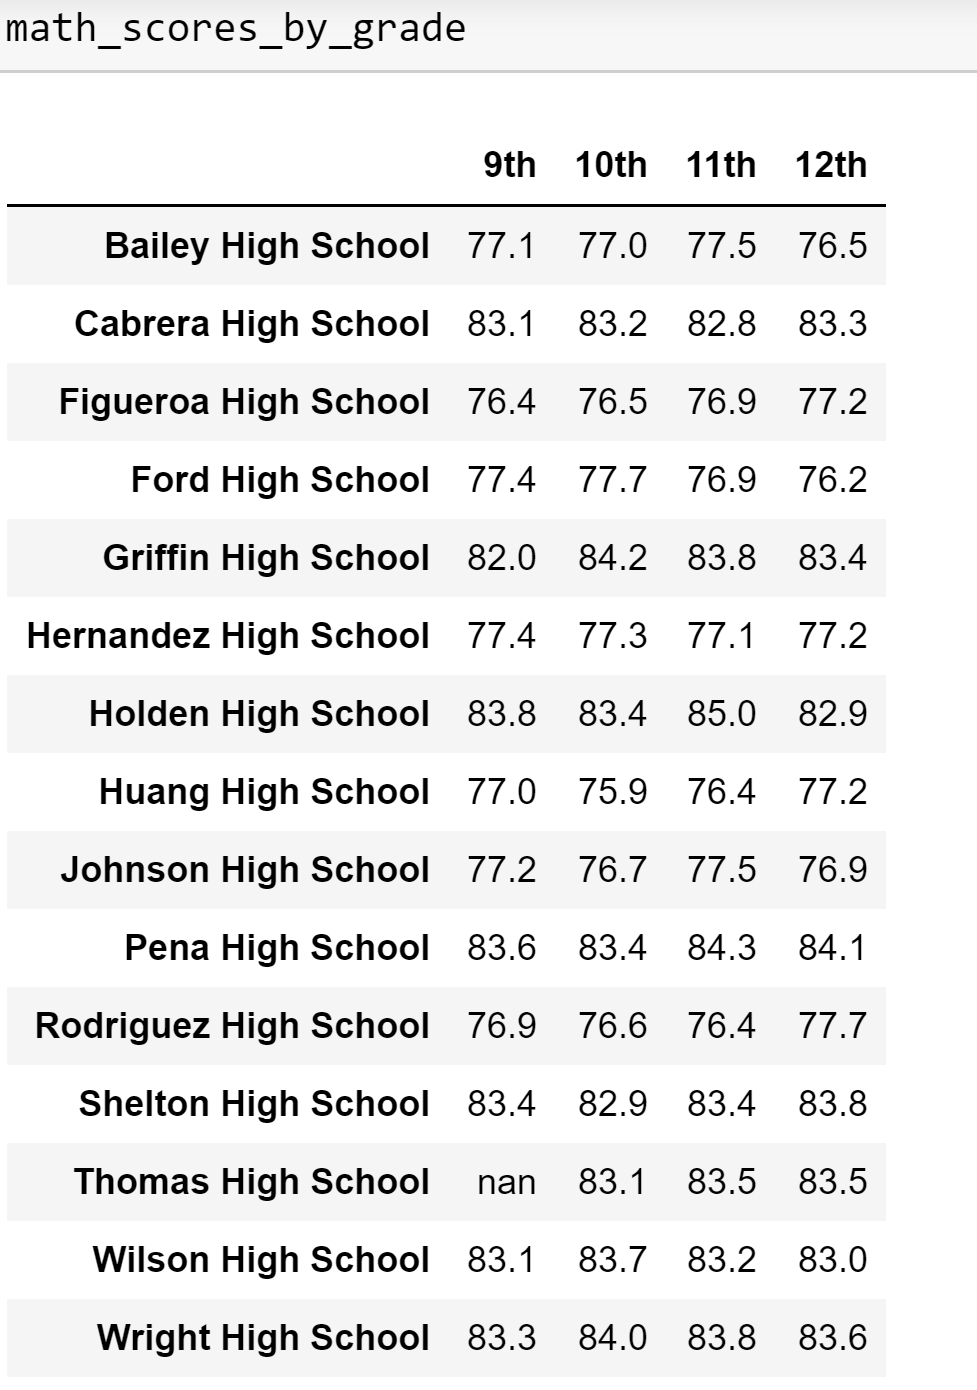 math_scores_by_grade
9th 10th 11th 12th
Bailey High School 77.1 77.0 77.5 76.5
Cabrera High School 83.1 83.2 82.8 83.3
Figueroa High School 76.4 76.5 76.9 77.2
Ford High School 77.4 77.7 76.9 76.2
Griffin High School 82.0 84.2 83.8 83.4
Hernandez High School 77.4 77.3 77.1 77.2
Holden High School 83.8 83.4 85.0 82.9
Huang High School 77.0 75.9 76.4 77.2
Johnson High School 77.2 76.7 77.5 76.9
Pena High School 83.6 83.4 84.3 84.1
Rodriguez High School 76.9 76.6 76.4 77.7
Shelton High School 83.4 82.9 83.4 83.8
Thomas High School nan 83.1 83.5 83.5
Wilson High School 83.1 83.7 83.2 83.0
Wright High School 83.3 84.0 83.8 83.6